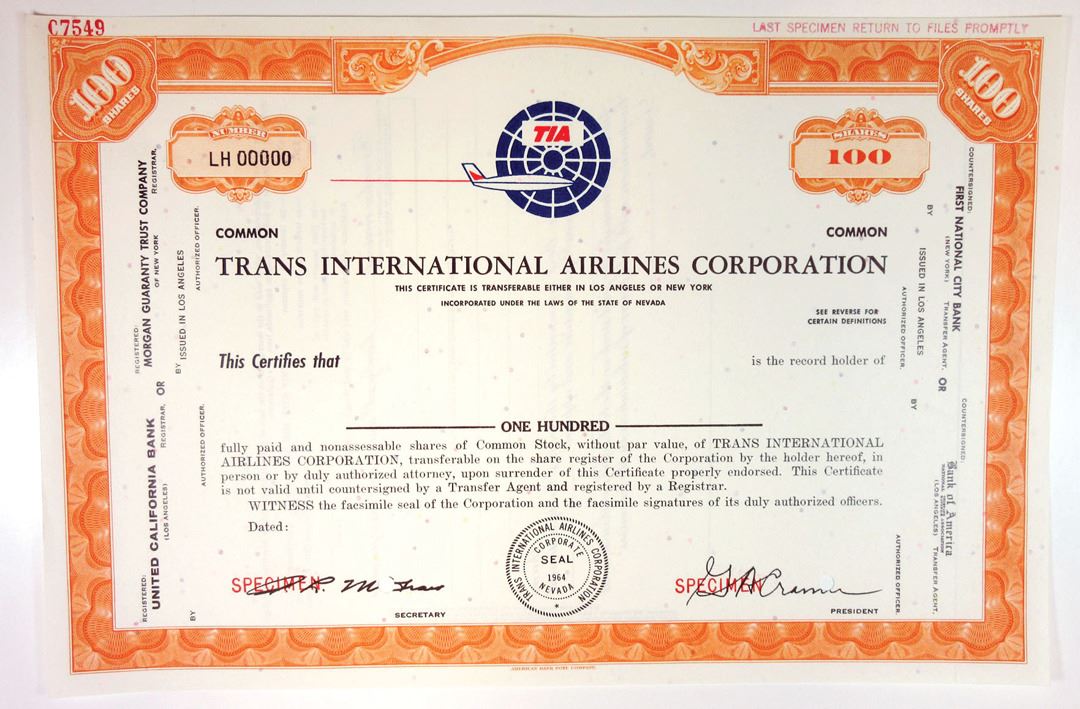 C7549
LAST SPECIMEN RETURN TO FILES PROMPTLY
100
SHARES
100
SHARES
NUMBER
LH 00000
TIA
SHARES
100
COMMON
COMMON
TRANS INTERNATIONAL AIRLINES CORPORATION
THIS CERTIFICATE IS TRANSFERABLE EITHER IN LOS ANGELES OR NEW YORK
INCORPORATED UNDER THE LAWS OF THE STATE OF NEVADA
SEE REVERSE FOR
CERTAIN DEFINITIONS
This Certifies that
is the record holder of
ONE HUNDRED
fully paid and nonassessable shares of Common Stock, without par value, of TRANS INTERNATIONAL
AIRLINES CORPORATION, transferable on the share register of the Corporation by the holder hereof, in
person or by duly authorized attorney, upon surrender of this Certificate properly endorsed. This Certificate
is not valid until countersigned by a Transfer Agent and registered by a Registrar.
WITNESS the facsimile seal of the Corporation and the facsimile signatures of its duly authorized officers.
Dated:
TRANS INTERNATIONAL AIRLINES CORPORATION
CORPORATE
SEAL
1964
NEVADA
SPECIMEN
SECRETARY
SPECIMEN
PRESIDENT
REGISTERED:
MORGAN GUARANTY TRUST COMPANY
OF NEW YORK
REGISTRAR,
BY ISSUED IN LOS ANGELES
AUTHORIZED OFFICER.
OR
REGISTERED:
UNITED CALIFORNIA BANK
(LOS ANGELES)
REGISTRAR,
BY
AUTHORIZED OFFICER.
COUNTERSIGNED:
FIRST NATIONAL CITY BANK
(NEW YORK)
TRANSFER AGENT,
BY
ISSUED IN LOS ANGELES
AUTHORIZED OFFICER.
OR
COUNTERSIGNED:
Bank of America
NATIONAL TRUST AND SAVINGS ASSOCIATION
(LOS ANGELES)
TRANSFER AGENT,
BY
AUTHORIZED OFFICER.
AMERICAN BANK NOTE COMPANY.